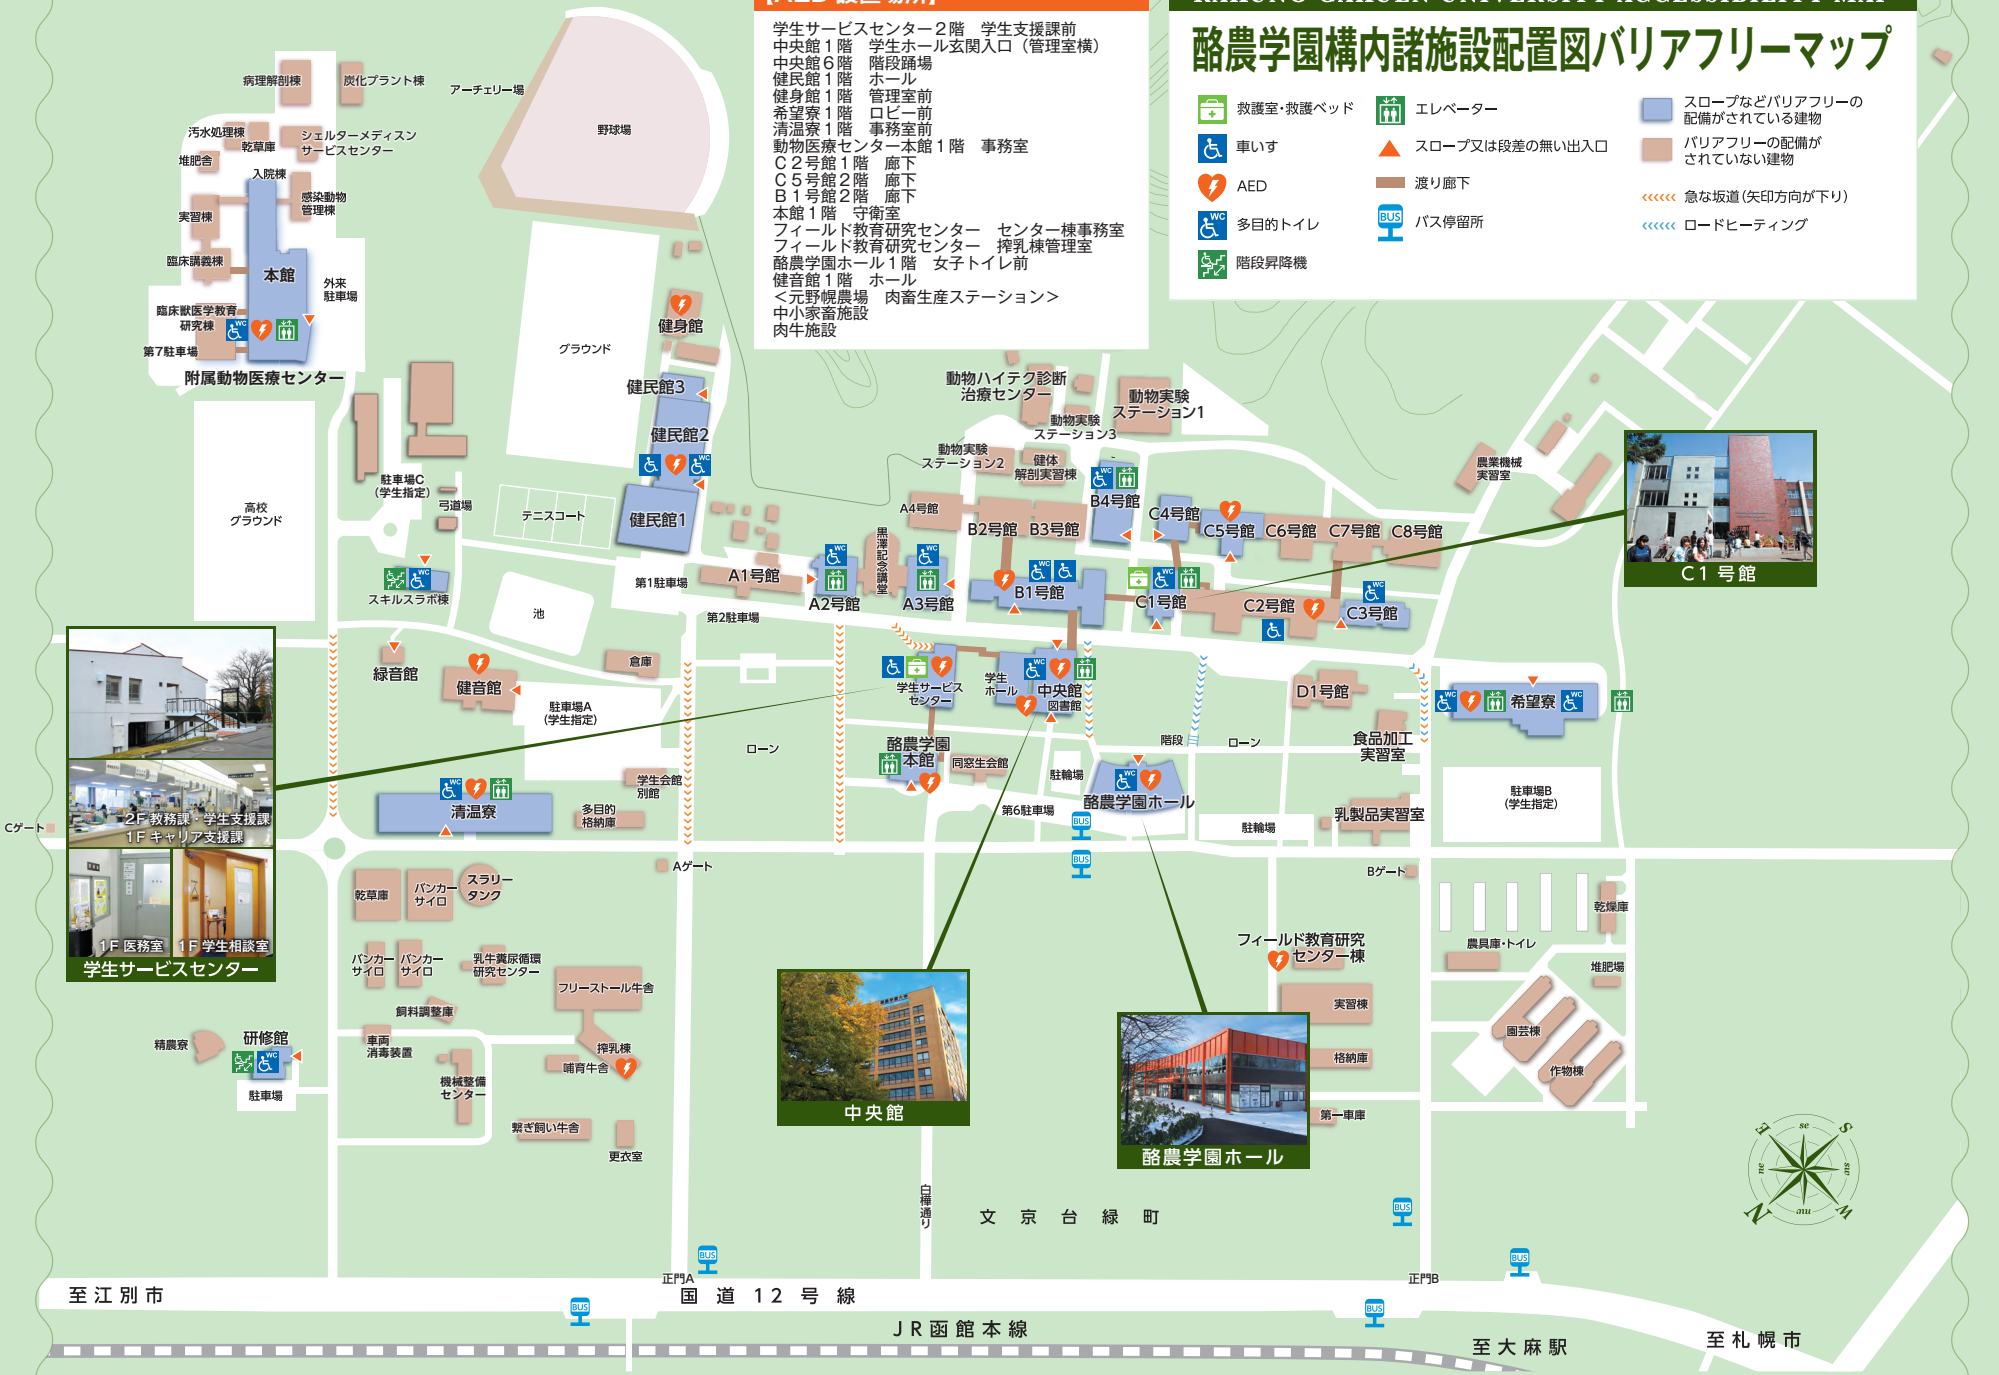 【AED 設置場所】
学生サービスセンター２階　学生支援課前
中央館１階　学生ホール玄関入口（管理室横）
中央館６階　階段踊場
健民館１階　ホール
健身館１階　管理室前
希望寮１階　ロビー前
清温寮１階　事務室前
動物医療センター本館１階　事務室
Ｃ２号館１階　廊下
Ｃ５号館２階　廊下
Ｂ１号館２階　廊下
本館１階　守衛室
フィールド教育研究センター　センター棟事務室
フィールド教育研究センター　搾乳棟管理室
酪農学園ホール１階　女子トイレ前
健音館１階　ホール
＜元野幌農場　肉畜生産ステーション＞
中小家畜施設
肉牛施設
RAKUNO GAKUEN UNIVERSITY ACCESSIBILITY MAP
酪農学園構内諸施設配置図バリアフリーマップ
救護室・救護ベッド
車いす
AED
WC
多目的トイレ
階段昇降機
エレベーター
スロープ又は段差の無い出入口
渡り廊下
BUS
バス停留所
スロープなどバリアフリーの
配備がされている建物
バリアフリーの配備が
されていない建物
急な坂道（矢印方向が下り）
ロードヒーティング
病理解剖棟
炭化プラント棟
アーチェリー場
野球場
汚水処理棟
乾草庫
シェルターメディスン
サービスセンター
堆肥舎
入院棟
感染動物
管理棟
実習棟
臨床講義棟
本館
外来
駐車場
臨床獣医学教育
研究棟
WC
第7駐車場
附属動物医療センター
グラウンド
健身館
健民館3
健民館2
WC
健民館1
高校
グラウンド
駐車場C
（学生指定）
弓道場
テニスコート
WC
スキルスラボ棟
池
第1駐車場
第2駐車場
動物ハイテク診断
治療センター
動物実験
ステーション1
動物実験
ステーション3
動物実験
ステーション2
健体
解剖実習棟
農業機械
実習室
A4号館
B2号館
B3号館
WC
B4号館
C4号館
C5号館
C6号館
C7号館
C8号館
黒澤記念講堂
A1号館
WC
A2号館
WC
A3号館
WC
B1号館
WC
C1号館
C2号館
WC
C3号館
C1 号館
緑音館
健音館
倉庫
駐車場A
（学生指定）
ローン
学生サービス
センター
学生
ホール
WC
中央館
図書館
D1号館
食品加工
実習室
WC
希望寮
WC
階段
ローン
酪農学園
本館
同窓生会館
駐輪場
WC
酪農学園ホール
第6駐車場
BUS
BUS
駐輪場
乳製品実習室
駐車場B
（学生指定）
2F 教務課・学生支援課
1F キャリア支援課
1F 医務室
1F 学生相談室
学生サービスセンター
Cゲート
WC
清温寮
学生会館
別館
多目的
格納庫
Aゲート
Bゲート
乾草庫
バンカー
サイロ
スラリー
タンク
バンカー
サイロ
バンカー
サイロ
乳牛糞尿循環
研究センター
フリーストール牛舎
飼料調整庫
車両
消毒装置
搾乳棟
哺育牛舎
機械整備
センター
繋ぎ飼い牛舎
更衣室
精農寮
研修館
WC
駐車場
中央館
酪農学園ホール
フィールド教育研究
センター棟
実習棟
格納庫
第一車庫
農具庫・トイレ
乾燥庫
堆肥場
園芸棟
作物棟
白樺通り
文京台緑町
BUS
BUS
BUS
BUS
BUS
正門A
正門B
至江別市
国道12号線
JR函館本線
至大麻駅
至札幌市
N
ne
E
se
S
sw
W
nw